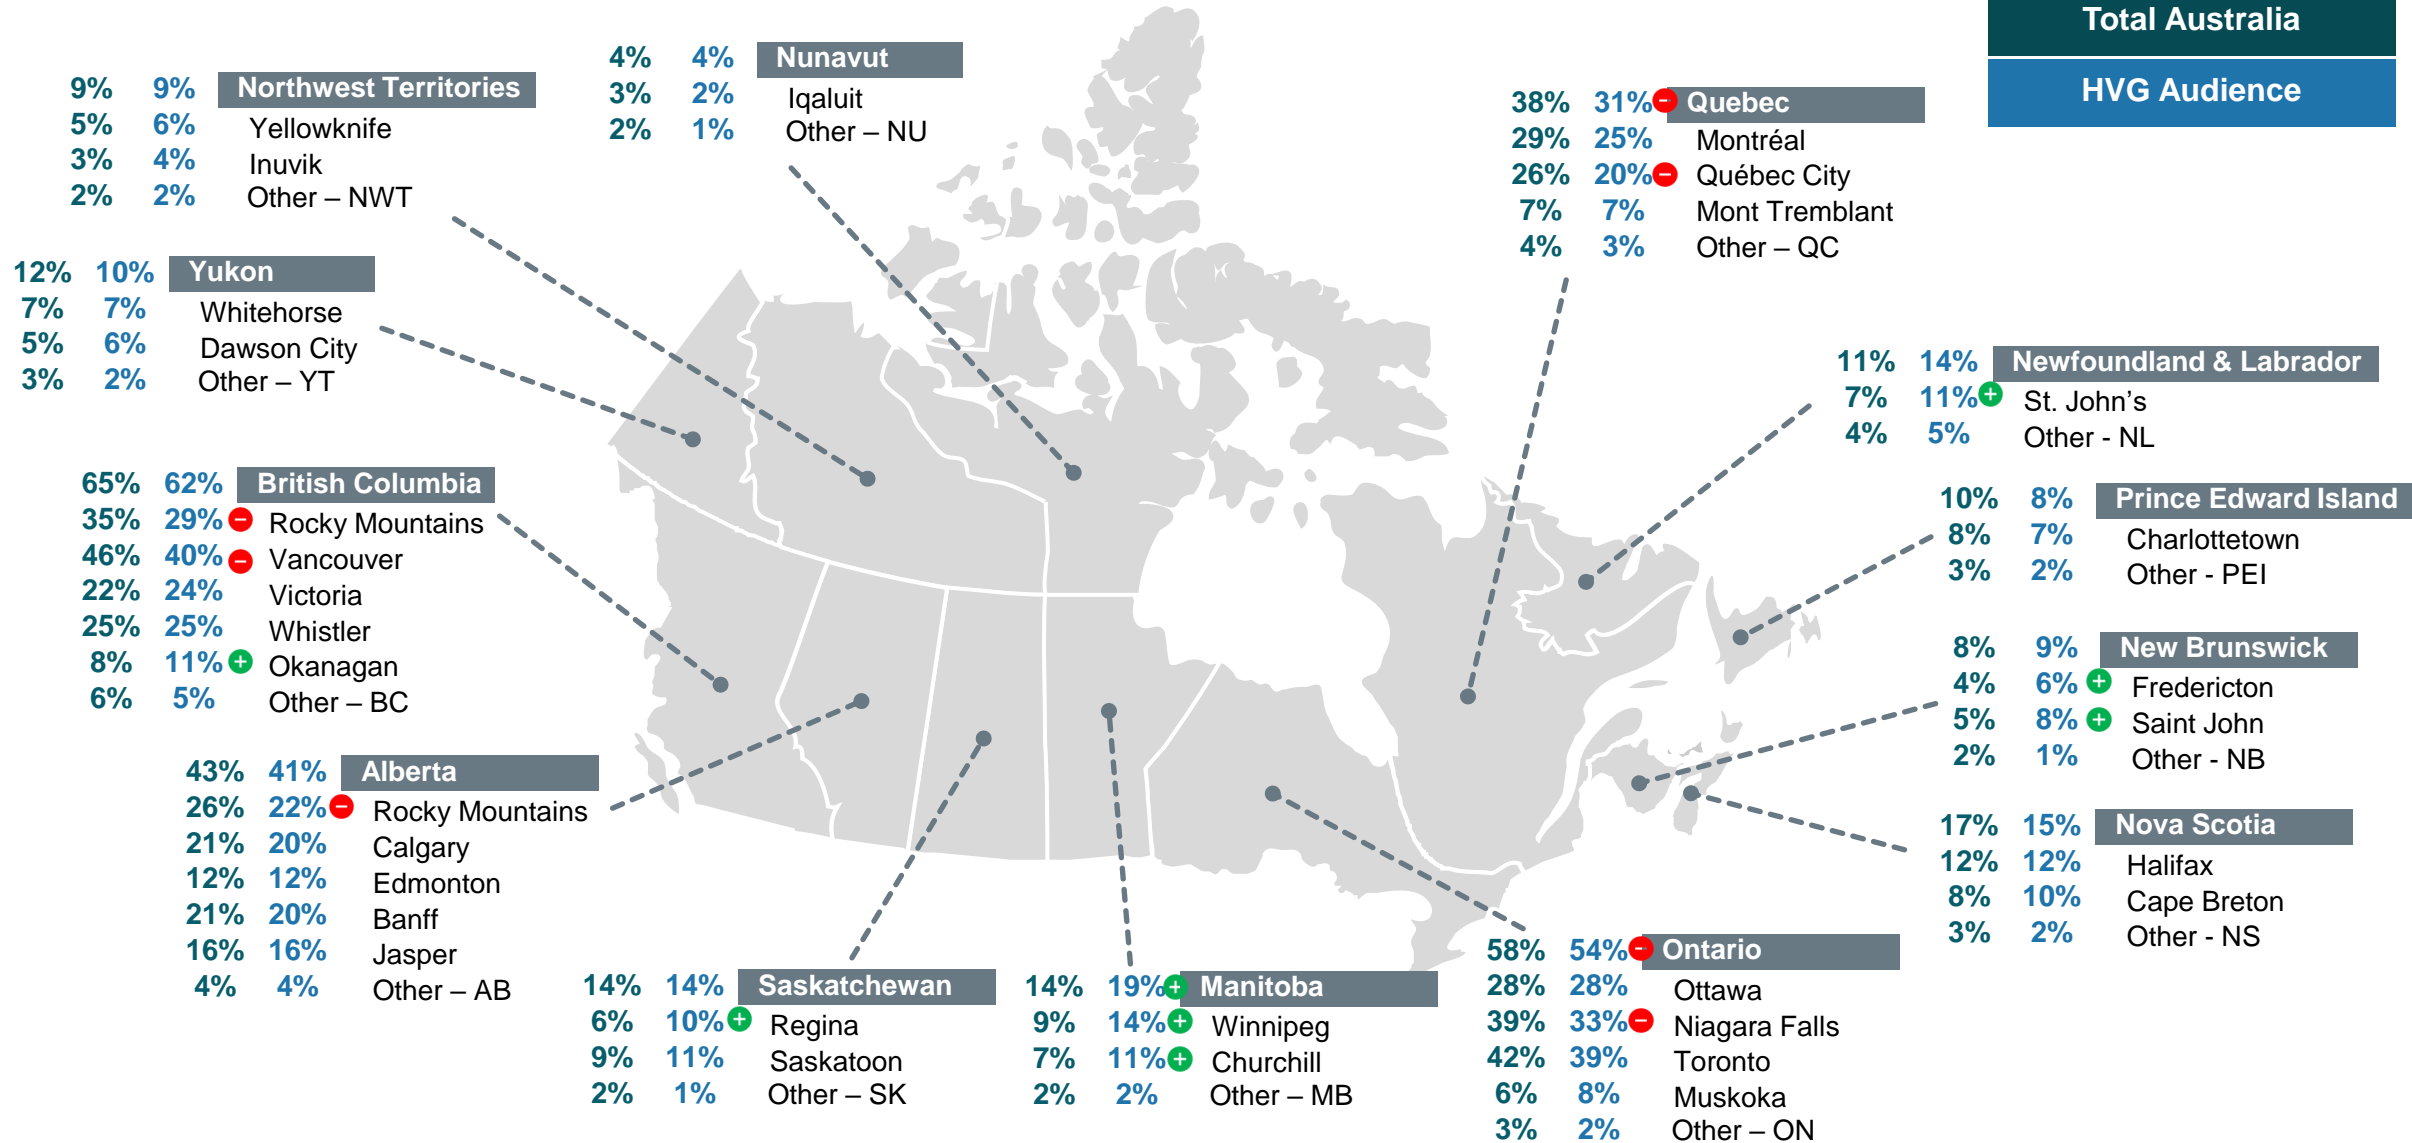 Total Australia
HVG Audience
4% 4% Nunavut
3% 2% Iqaluit
2% 1% Other – NU
9% 9% Northwest Territories
5% 6% Yellowknife
3% 4% Inuvik
2% 2% Other – NWT
38% 31% Quebec
29% 25% Montréal
26% 20% Québec City
7% 7% Mont Tremblant
4% 3% Other – QC
12% 10% Yukon
7% 7% Whitehorse
5% 6% Dawson City
3% 2% Other – YT
11% 14% Newfoundland & Labrador
7% 11% St. John’s
4% 5% Other - NL
65% 62% British Columbia
35% 29% Rocky Mountains
46% 40% Vancouver
22% 24% Victoria
25% 25% Whistler
8% 11% Okanagan
6% 5% Other – BC
10% 8% Prince Edward Island
8% 7% Charlottetown
3% 2% Other - PEI
8% 9% New Brunswick
4% 6% Fredericton
5% 8% Saint John
2% 1% Other - NB
43% 41% Alberta
26% 22% Rocky Mountains
21% 20% Calgary
12% 12% Edmonton
21% 20% Banff
16% 16% Jasper
4% 4% Other – AB
17% 15% Nova Scotia
12% 12% Halifax
8% 10% Cape Breton
3% 2% Other - NS
14% 14% Saskatchewan
6% 10% Regina
9% 11% Saskatoon
2% 1% Other – SK
14% 19% Manitoba
9% 14% Winnipeg
7% 11% Churchill
2% 2% Other – MB
58% 54% Ontario
28% 28% Ottawa
39% 33% Niagara Falls
42% 39% Toronto
6% 8% Muskoka
3% 2% Other – ON